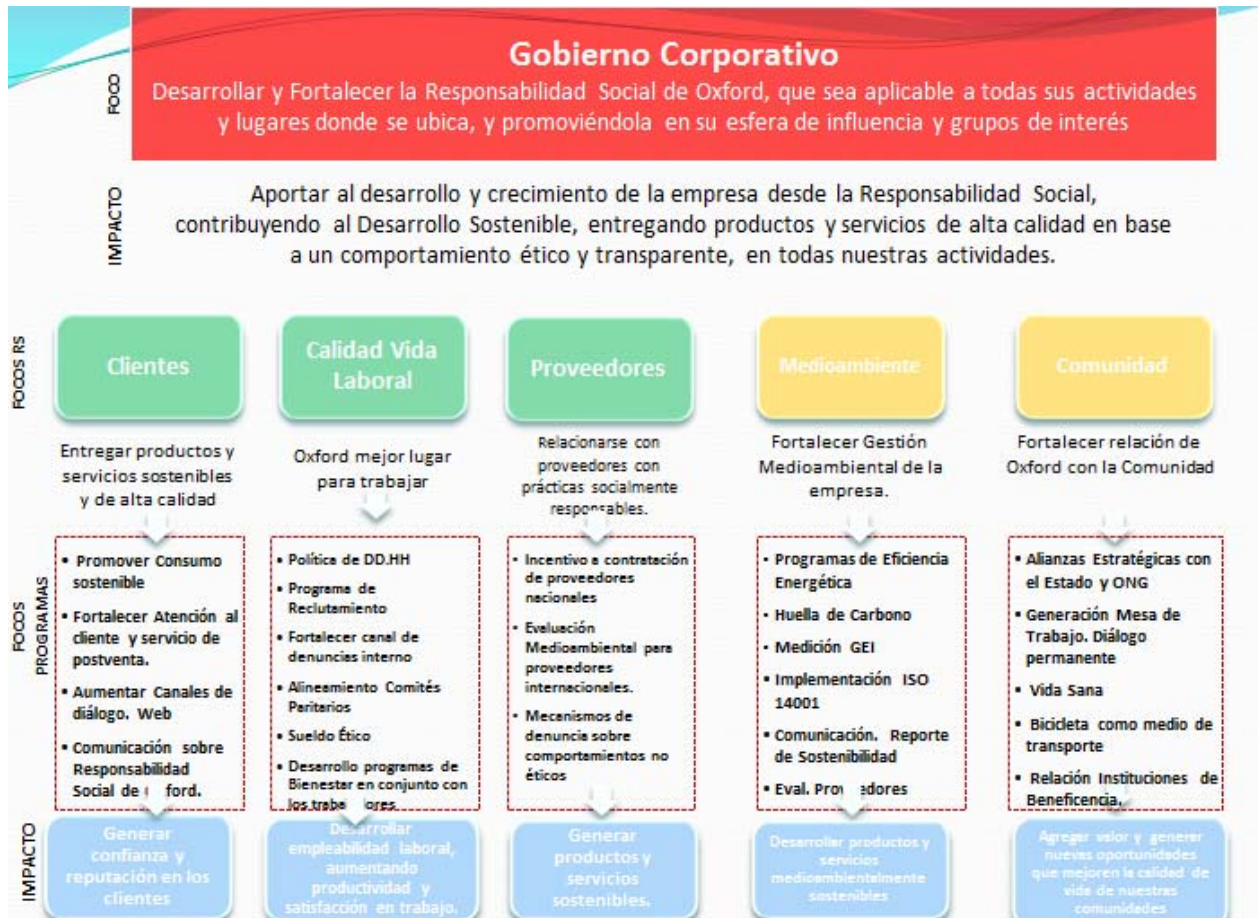 Gobierno Corporativo
FOCO
Desarrollar y Fortalecer la Responsabilidad Social de Oxford, que sea aplicable a todas sus actividades
y lugares donde se ubica, y promoviéndola en su esfera de influencia y grupos de interés
IMPACTO
Aportar al desarrollo y crecimiento de la empresa desde la Responsabilidad Social,
contribuyendo al Desarrollo Sostenible, entregando productos y servicios de alta calidad en base
a un comportamiento ético y transparente, en todas nuestras actividades.
FOCOS RS
Clientes
Calidad Vida
Laboral
Proveedores
Medioambiente
Comunidad
Entregar productos y
servicios sostenibles
y de alta calidad
Oxford mejor lugar
para trabajar
Relacionarse con
proveedores con
prácticas socialmente
responsables.
Fortalecer Gestión
Medioambiental de la
empresa.
Fortalecer relación de
Oxford con la Comunidad
FOCOS
PROGRAMAS
▪ Promover Consumo
sostenible
▪ Fortalecer Atención al
cliente y servicio de
postventa.
▪ Aumentar Canales de
diálogo. Web
▪ Comunicación sobre
Responsabilidad
Social de Oxford.
▪ Política de DD.HH
▪ Programa de
Reclutamiento
▪ Fortalecer canal de
denuncias interno
▪ Alineamiento Comités
Paritarios
▪ Sueldo Ético
▪ Desarrollo programas de
Bienestar en conjunto con
los trabajadores
▪ Incentivo a contratación
de proveedores
nacionales
▪ Evaluación
Medioambiental para
proveedores
internacionales.
▪ Mecanismos de
denuncia sobre
comportamientos no
éticos
▪ Programas de Eficiencia
Energética
▪ Huella de Carbono
▪ Medición GEI
▪ Implementación ISO
14001
▪ Comunicación. Reporte
de Sostenibilidad
▪ Eval. Proveedores
▪ Alianzas Estratégicas con
el Estado y ONG
▪ Generación Mesa de
Trabajo. Diálogo
permanente
▪ Vida Sana
▪ Bicicleta como medio de
transporte
▪ Relación Instituciones de
Beneficencia.
IMPACTO
Generar
confianza y
reputación en los
clientes
Desarrollar
empleabilidad laboral,
aumentando
productividad y
satisfacción en trabajo.
Generar
productos y
servicios
sostenibles.
Desarrollar productos y
servicios
medioambientalmente
sostenibles
Agregar valor y generar
nuevas oportunidades
que mejoren la calidad de
vida de nuestras
comunidades